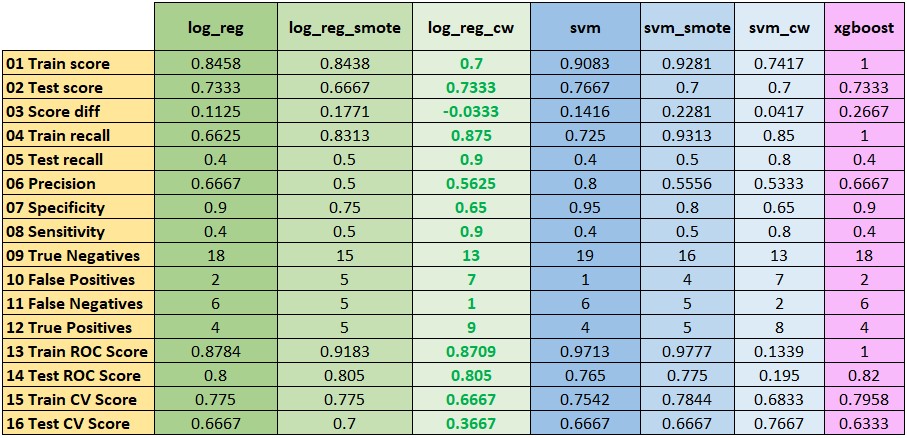 log_reg log_reg_smote log_reg_cw svm svm_smote svm_cw xgboost
01 Train score 0.8458 0.8438 0.7 0.9083 0.9281 0.7417 1
02 Test score 0.7333 0.6667 0.7333 0.7667 0.7 0.7 0.7333
03 Score diff 0.1125 0.1771 -0.0333 0.1416 0.2281 0.0417 0.2667
04 Train recall 0.6625 0.8313 0.875 0.725 0.9313 0.85 1
05 Test recall 0.4 0.5 0.9 0.4 0.5 0.8 0.4
06 Precision 0.6667 0.5 0.5625 0.8 0.5556 0.5333 0.6667
07 Specificity 0.9 0.75 0.65 0.95 0.8 0.65 0.9
08 Sensitivity 0.4 0.5 0.9 0.4 0.5 0.8 0.4
09 True Negatives 18 15 13 19 16 13 18
10 False Positives 2 5 7 1 4 7 2
11 False Negatives 6 5 1 6 5 2 6
12 True Positives 4 5 9 4 5 8 4
13 Train ROC Score 0.8784 0.9183 0.8709 0.9713 0.9777 0.1339 1
14 Test ROC Score 0.8 0.805 0.805 0.765 0.775 0.195 0.82
15 Train CV Score 0.775 0.775 0.6667 0.7542 0.7844 0.6833 0.7958
16 Test CV Score 0.6667 0.7 0.3667 0.6667 0.6667 0.7667 0.6333